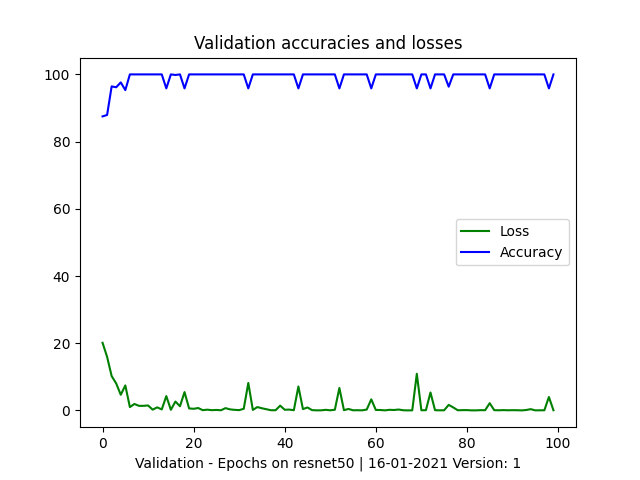 Validation accuracies and losses
100
80
60
40
20
0
Loss
Accuracy
0 20 40 60 80 100
Validation - Epochs on resnet50 | 16-01-2021 Version: 1